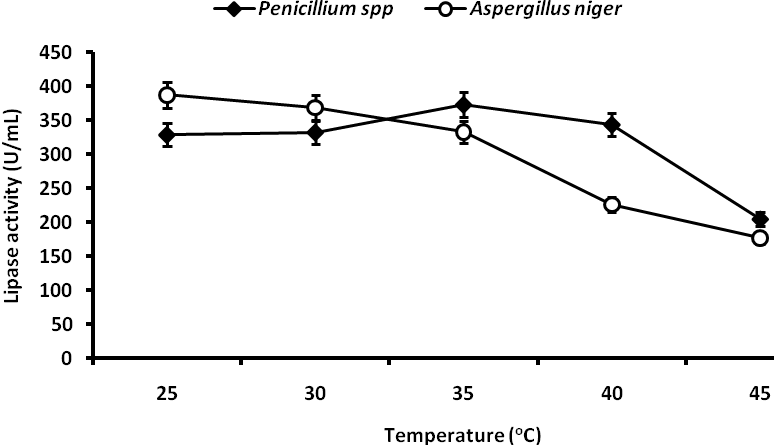 Penicillium spp Aspergillus niger
450
400
350
300
250
200
150
100
50
0
Lipase activity (U/mL)
25 30 35 40 45
Temperature (°C)